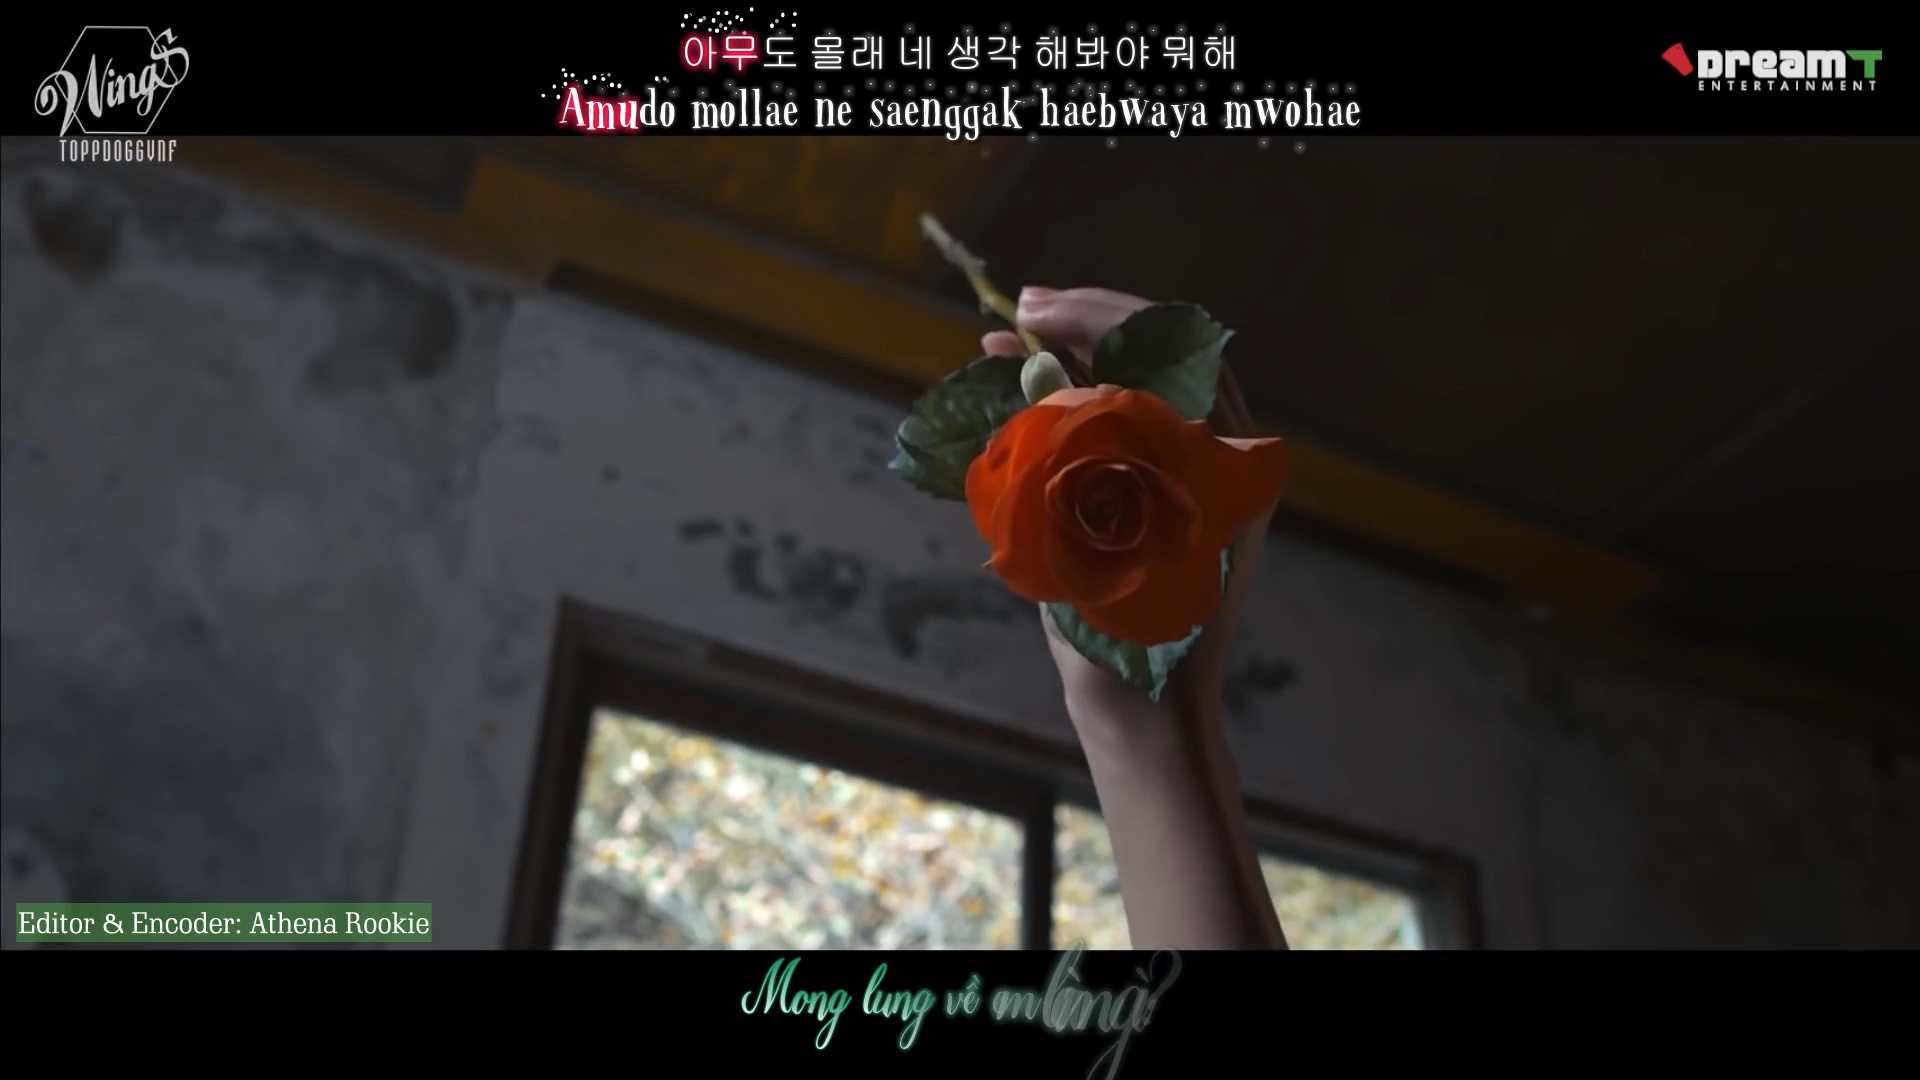 WingS
TOPPDOGGVNF
아무도 몰래 네 생각 해봐야 뭐해
Amudo mollae ne saenggak haebwaya mwohae
DreamT
ENTERTAINMENT
Editor & Encoder: Athena Rookie
Mong lung về em